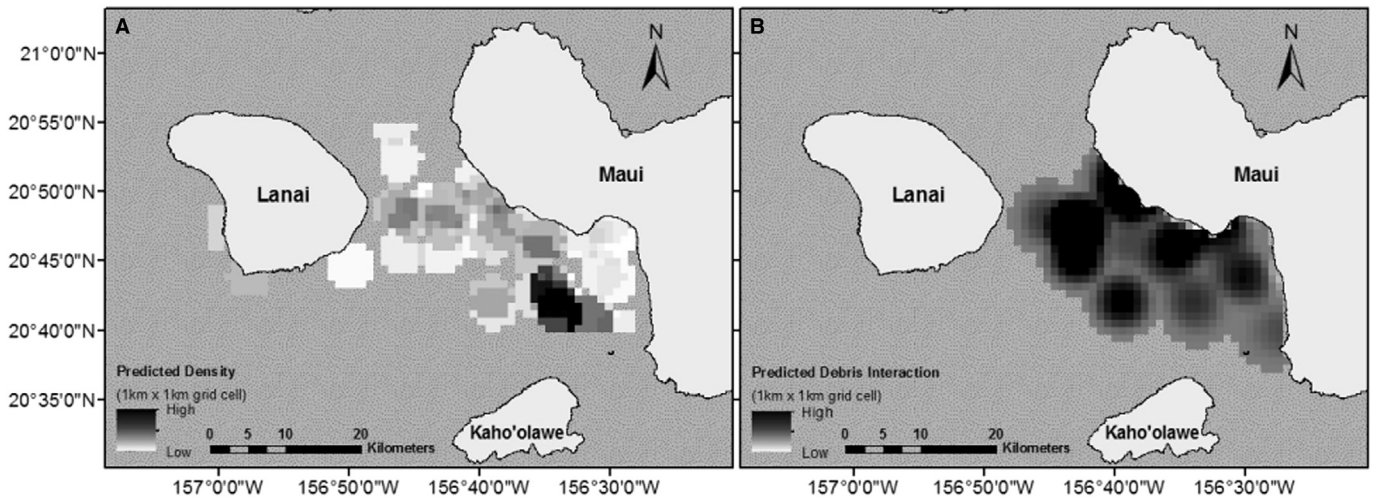 A
B
N
N
21°0'0"N
20°55'0"N
20°50'0"N
20°45'0"N
20°40'0"N
20°35'0"N
Lanai
Maui
Kaho'olawe
Predicted Density
(1km x 1km grid cell)
High
Low
0 5 10 20
Kilometers
157°0'0"W 156°50'0"W 156°40'0"W 156°30'0"W
Lanai
Maui
Kaho'olawe
Predicted Debris Interaction
(1km x 1km grid cell)
High
Low
0 5 10 20
Kilometers
157°0'0"W 156°50'0"W 156°40'0"W 156°30'0"W